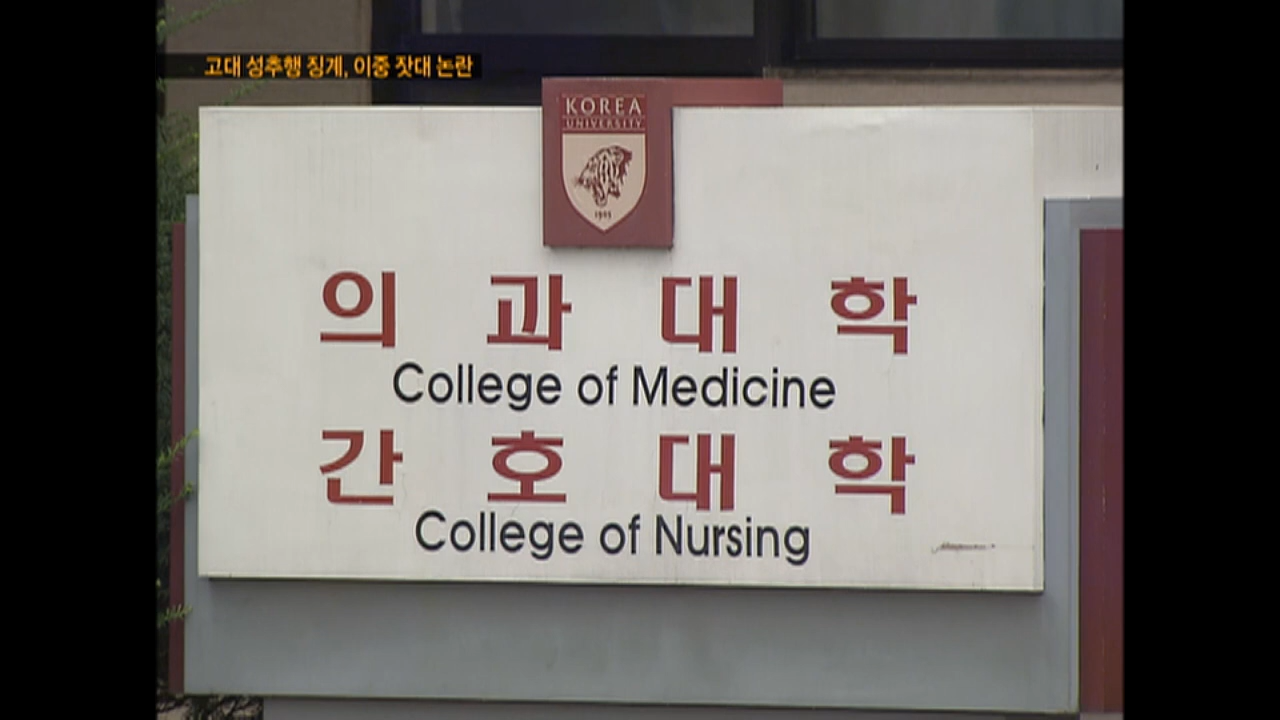 고대 성추행 징계, 이중 잣대 논란
KOREA
UNIVERSITY
1905
의과대학
College of Medicine
간호대학
College of Nursing